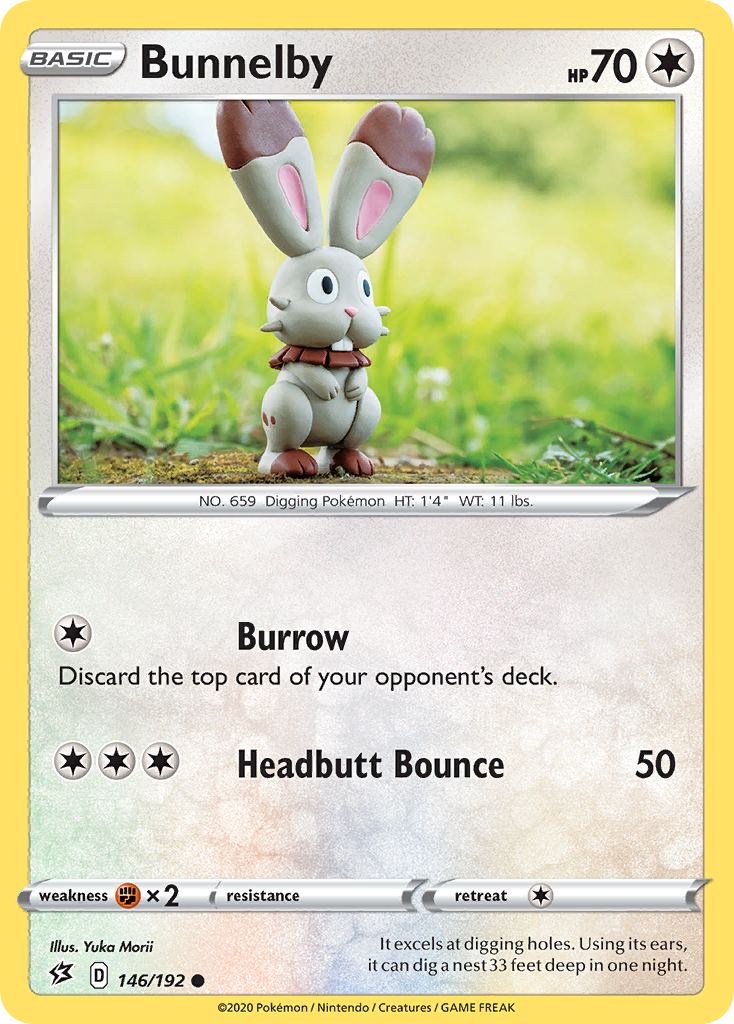 BASIC Bunnelby HP 70
NO. 659 Digging Pokémon HT: 1'4" WT: 11 lbs.
Burrow
Discard the top card of your opponent's deck.
Headbutt Bounce 50
weakness ×2 resistance retreat
Illus. Yuka Morii
It excels at digging holes. Using its ears,
it can dig a nest 33 feet deep in one night.
D 146/192
©2020 Pokémon / Nintendo / Creatures / GAME FREAK